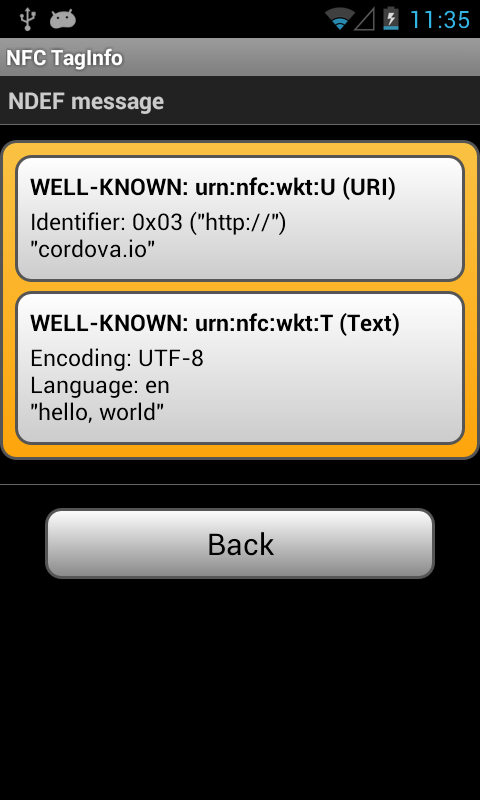 11:35
NFC TagInfo
NDEF message
WELL-KNOWN: urn:nfc:wkt:U (URI)
Identifier: 0x03 ("http://")
"cordova.io"
WELL-KNOWN: urn:nfc:wkt:T (Text)
Encoding: UTF-8
Language: en
"hello, world"
Back